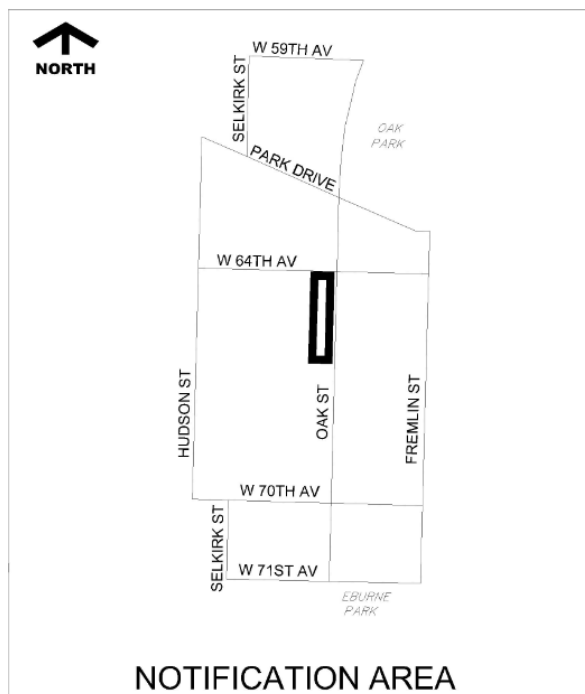 NORTH
W 59TH AV
SELKIRK ST
OAK
PARK
PARK DRIVE
W 64TH AV
HUDSON ST
OAK ST
FREMLIN ST
W 70TH AV
SELKIRK ST
W 71ST AV
EBURNE
PARK
NOTIFICATION AREA